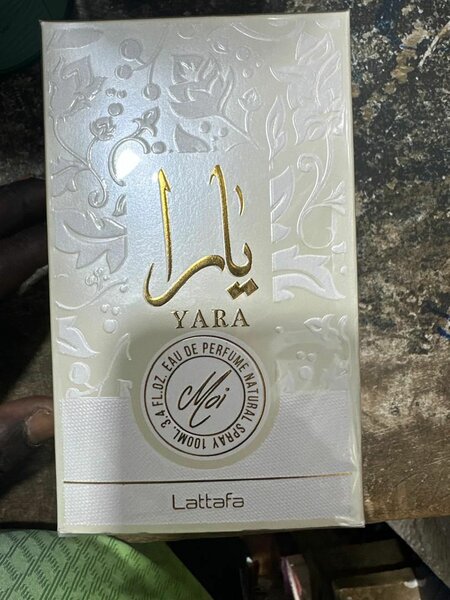 يارا
YARA
EAU DE PERFUME NATURAL SPRAY 100ML. 3.4 FL.OZ.
Moi
Lattafa